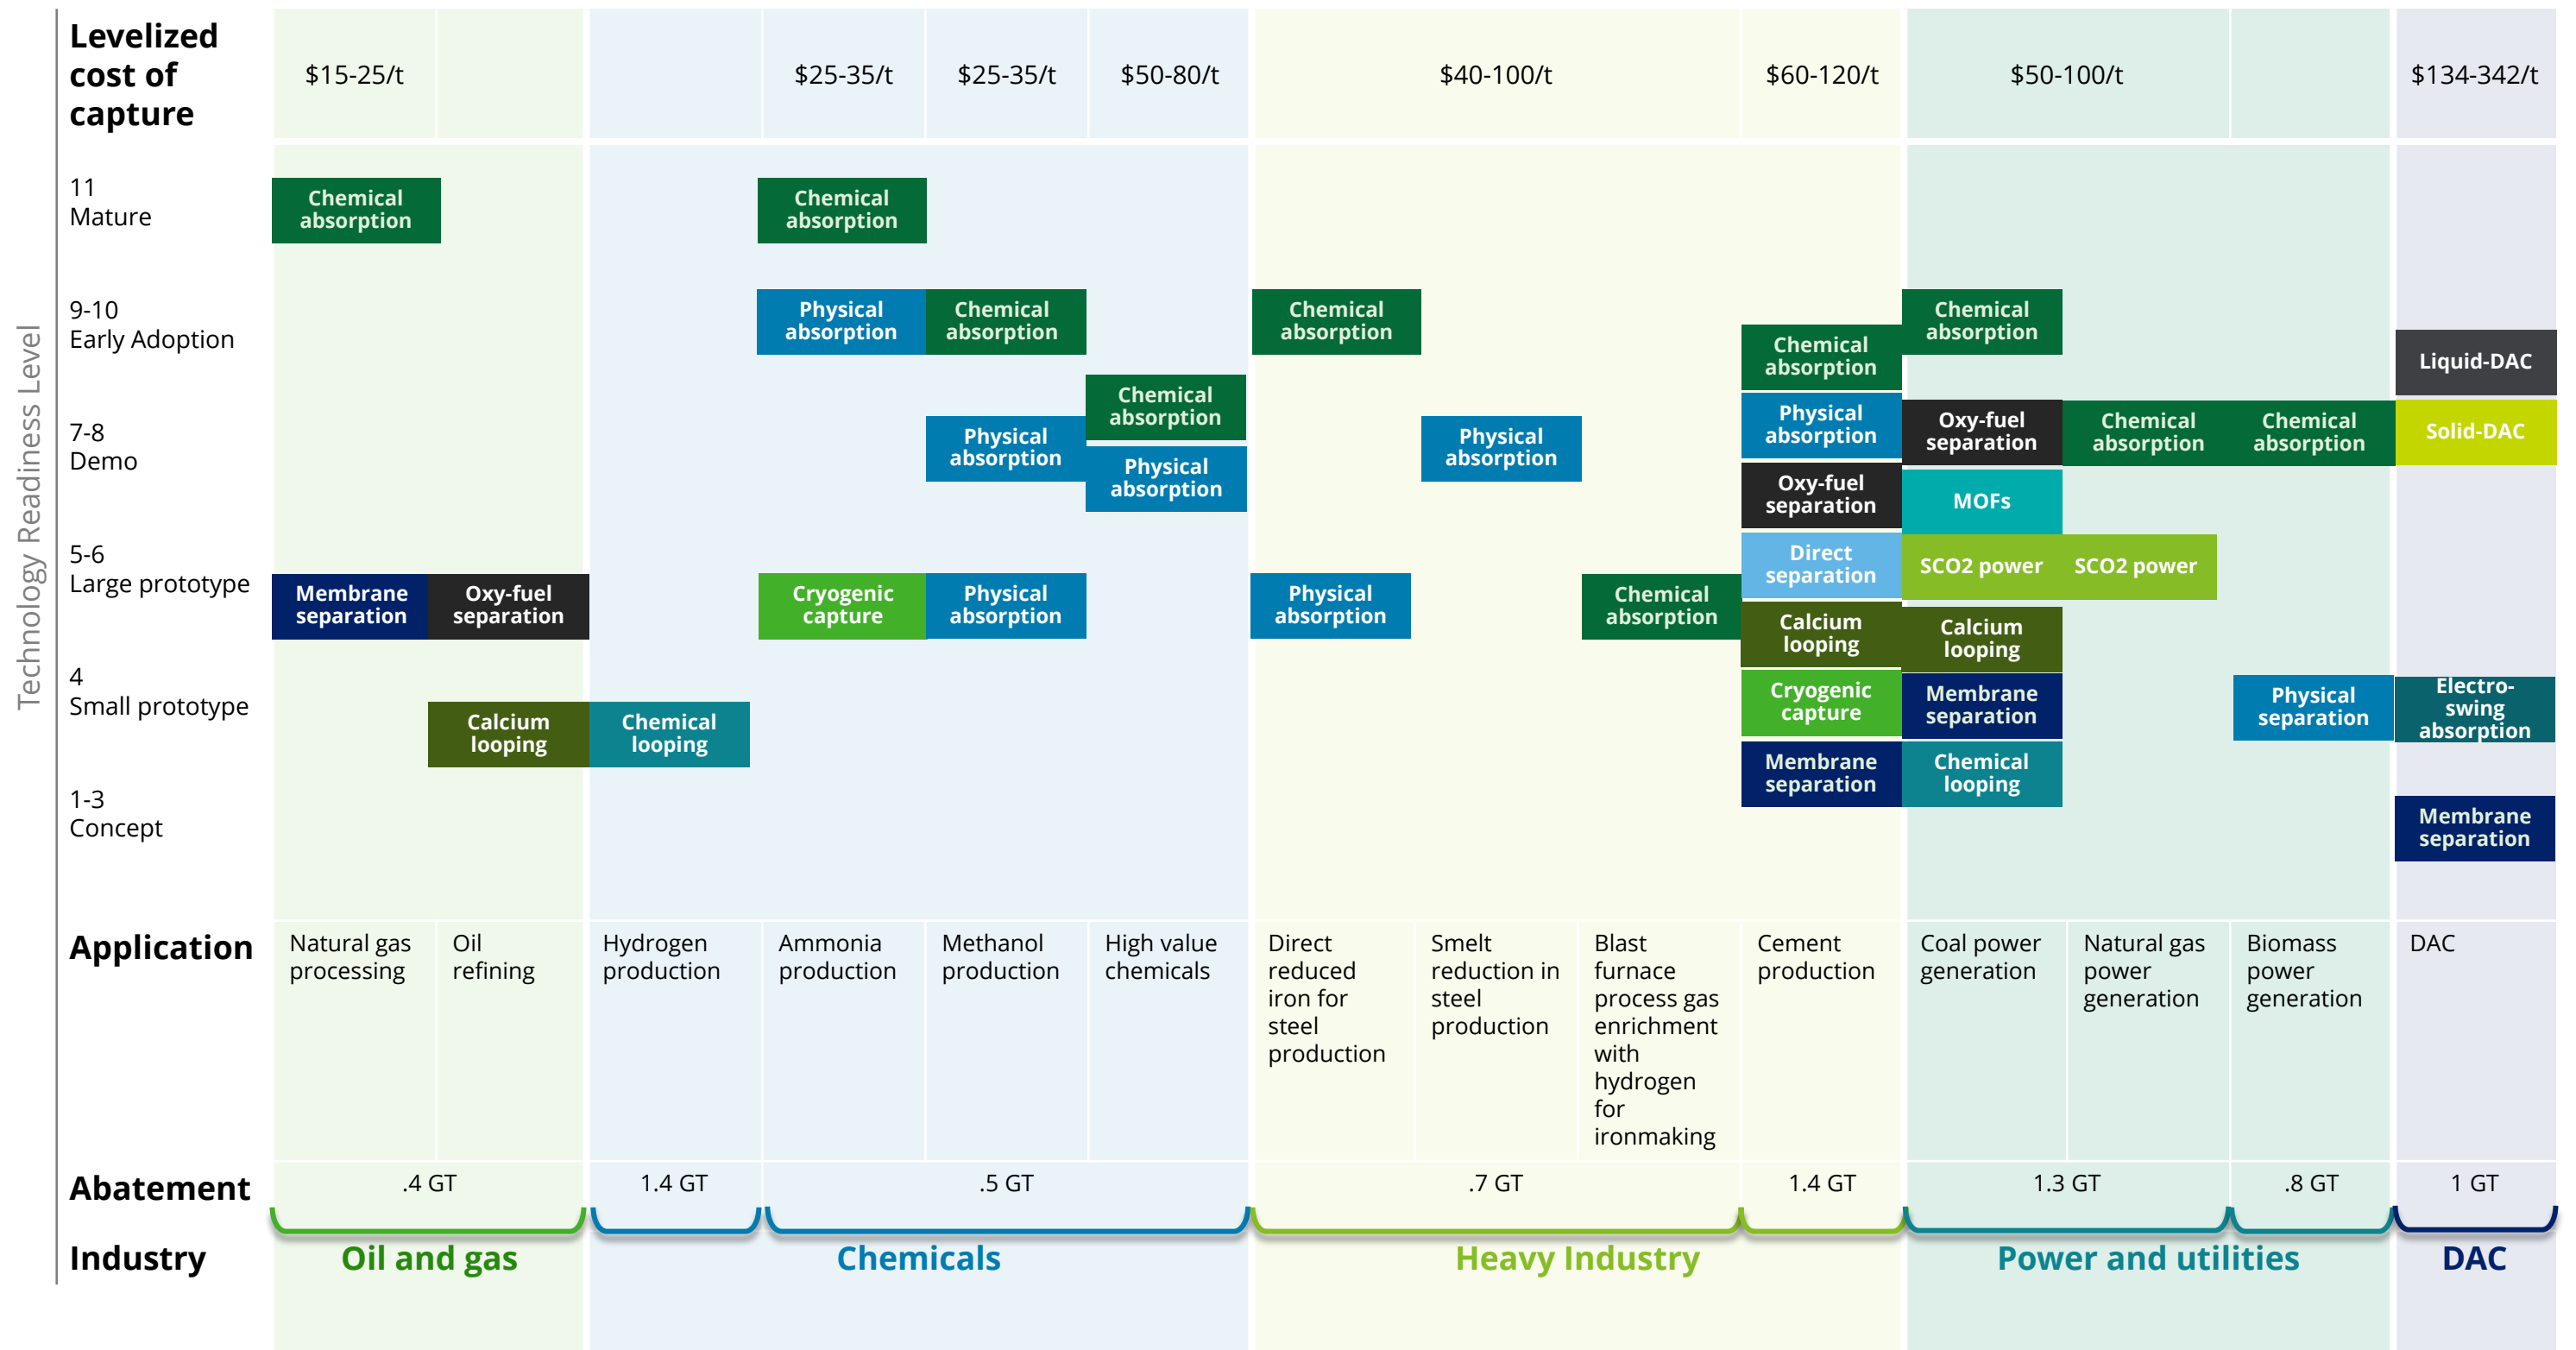 Levelized
cost of
capture
$15-25/t
$25-35/t
$25-35/t
$50-80/t
$40-100/t
$60-120/t
$50-100/t
$134-342/t
Technology Readiness Level
11
Mature
Chemical
absorption
Chemical
absorption
9-10
Early Adoption
Physical
absorption
Chemical
absorption
Chemical
absorption
Chemical
absorption
Chemical
absorption
Liquid-DAC
7-8
Demo
Chemical
absorption
Physical
absorption
Physical
absorption
Physical
absorption
Physical
absorption
Oxy-fuel
separation
Oxy-fuel
separation
MOFs
Chemical
absorption
Chemical
absorption
Solid-DAC
5-6
Large prototype
Membrane
separation
Oxy-fuel
separation
Cryogenic
capture
Physical
absorption
Physical
absorption
Chemical
absorption
Direct
separation
SCO2 power
SCO2 power
Calcium
looping
Calcium
looping
4
Small prototype
Calcium
looping
Chemical
looping
Cryogenic
capture
Membrane
separation
Physical
separation
Electro-
swing
absorption
Membrane
separation
Chemical
looping
1-3
Concept
Membrane
separation
Application
Natural gas
processing
Oil
refining
Hydrogen
production
Ammonia
production
Methanol
production
High value
chemicals
Direct
reduced
iron for
steel
production
Smelt
reduction in
steel
production
Blast
furnace
process gas
enrichment
with
hydrogen
for
ironmaking
Cement
production
Coal power
generation
Natural gas
power
generation
Biomass
power
generation
DAC
Abatement
.4 GT
1.4 GT
.5 GT
.7 GT
1.4 GT
1.3 GT
.8 GT
1 GT
Industry
Oil and gas
Chemicals
Heavy Industry
Power and utilities
DAC